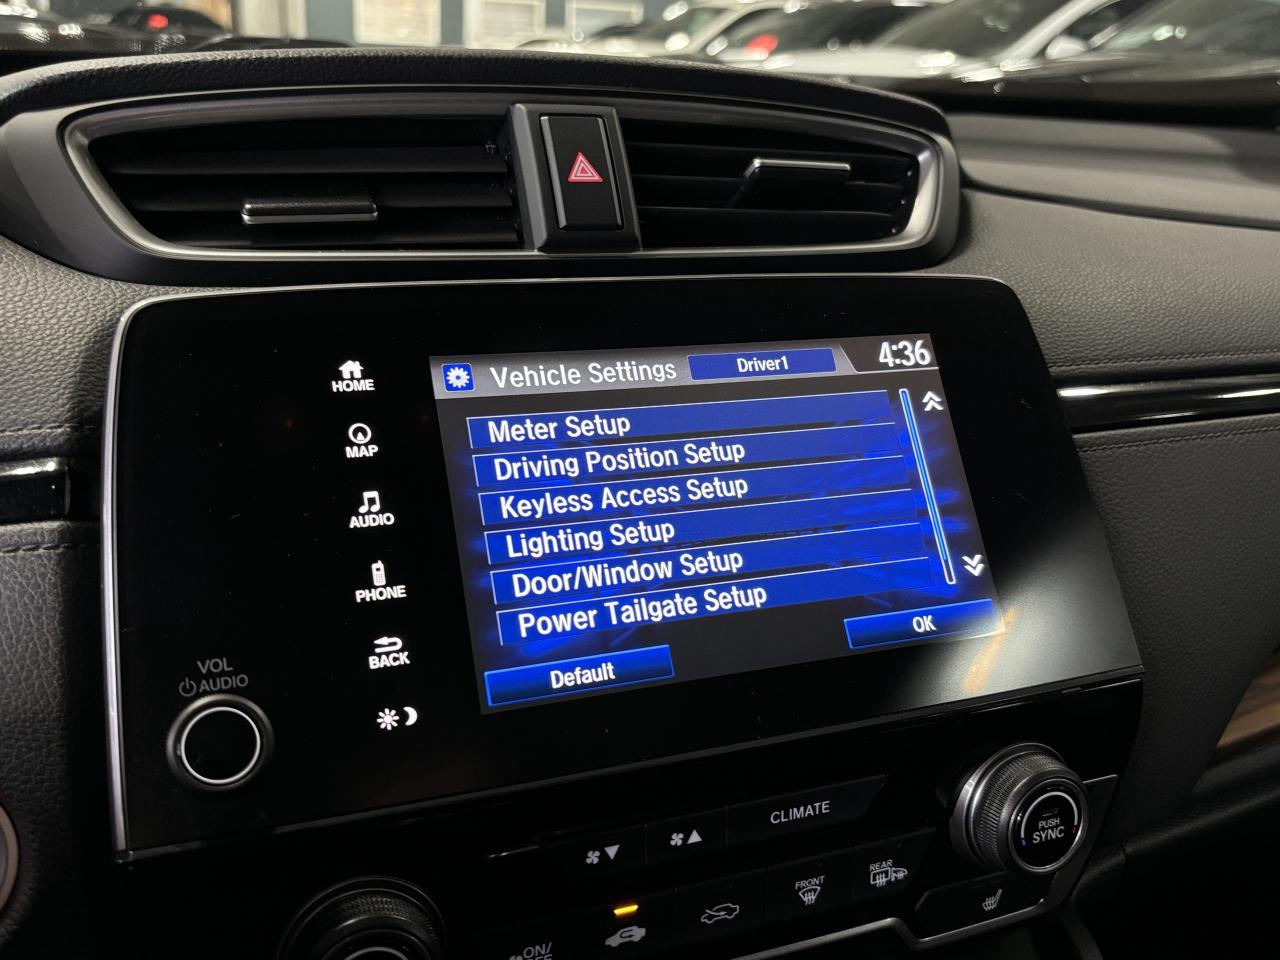 Vehicle Settings
Driver1
4:36
Meter Setup
Driving Position Setup
Keyless Access Setup
Lighting Setup
Door/Window Setup
Power Tailgate Setup
Default
OK
HOME
MAP
AUDIO
PHONE
BACK
VOL
AUDIO
CLIMATE
PUSH
SYNC
FRONT
REAR
ON/